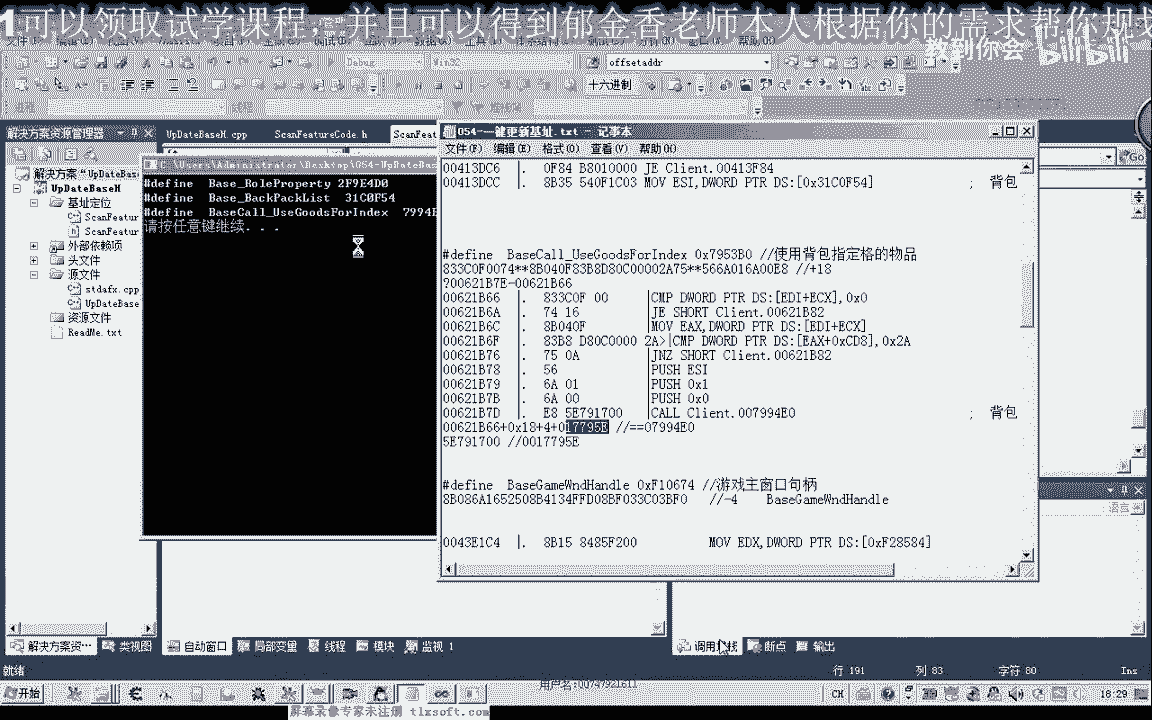 1可以领取试学课程，并且可以得到郁金香老师本人根据你的需求帮你规划
教到你会 bilibili
Debug
Win32
offsetaddr
十六进制
解决方案资源管理器
UpDateBaseH.cpp
ScanFeatureCode.h
ScanFeat
054-一键更新基址.txt - 记事本
文件(F) 编辑(E) 格式(O) 查看(V) 帮助(H)
解决方案"UpDateBas
UpDateBaseH
基址定位
ScanFeatur
ScanFeatur
外部依赖项
头文件
源文件
stdafx.cpp
UpDateBase
资源文件
ReadMe.txt
C:\Users\Administrator\Desktop\054-UpDateBas
#define  Base_RoleProperty 2F9E4D0
#define  Base_BackPackList  31C0F54
#define  BaseCall_UseGoodsForIndex  7994E
请按任意键继续. . .
00413DC6  |.  0F84 B8010000 JE Client.00413F84
00413DCC  |.  8B35 540F1C03 MOV ESI,DWORD PTR DS:[0x31C0F54]  ;  背包
#define  BaseCall_UseGoodsForIndex 0x7953B0 //使用背包指定格的物品
833C0F0074**8B040F83B8D80C00002A75**566A016A00E8 //+18
?00621B7E-00621B66
00621B66  |.  833C0F 00  |CMP DWORD PTR DS:[EDI+ECX],0x0
00621B6A  |.  74 16  |JE SHORT Client.00621B82
00621B6C  |.  8B040F  |MOV EAX,DWORD PTR DS:[EDI+ECX]
00621B6F  |.  83B8 D80C0000 2A>|CMP DWORD PTR DS:[EAX+0xCD8],0x2A
00621B76  |.  75 0A  |JNZ SHORT Client.00621B82
00621B78  |.  56  |PUSH ESI
00621B79  |.  6A 01  |PUSH 0x1
00621B7B  |.  6A 00  |PUSH 0x0
00621B7D  |.  E8 5E791700  |CALL Client.007994E0  ;  背包
00621B66+0x18+4+017795E //==07994E0
5E791700 //0017795E
#define  BaseGameWndHandle 0xF10674 //游戏主窗口句柄
8B086A1652508B4134FFD08BF033C03BF0  //-4  BaseGameWndHandle
0043E1C4  |.  8B15 8485F200  MOV EDX,DWORD PTR DS:[0xF28584]
解决方案资… 类视图
自动窗口 局部变量 线程 模块 监视 1
调用堆栈 断点 输出
就绪
行 191 列 83 字符 80 Ins
开始
CH
18:29
屏幕录像专家未注册 tlxsoft.com